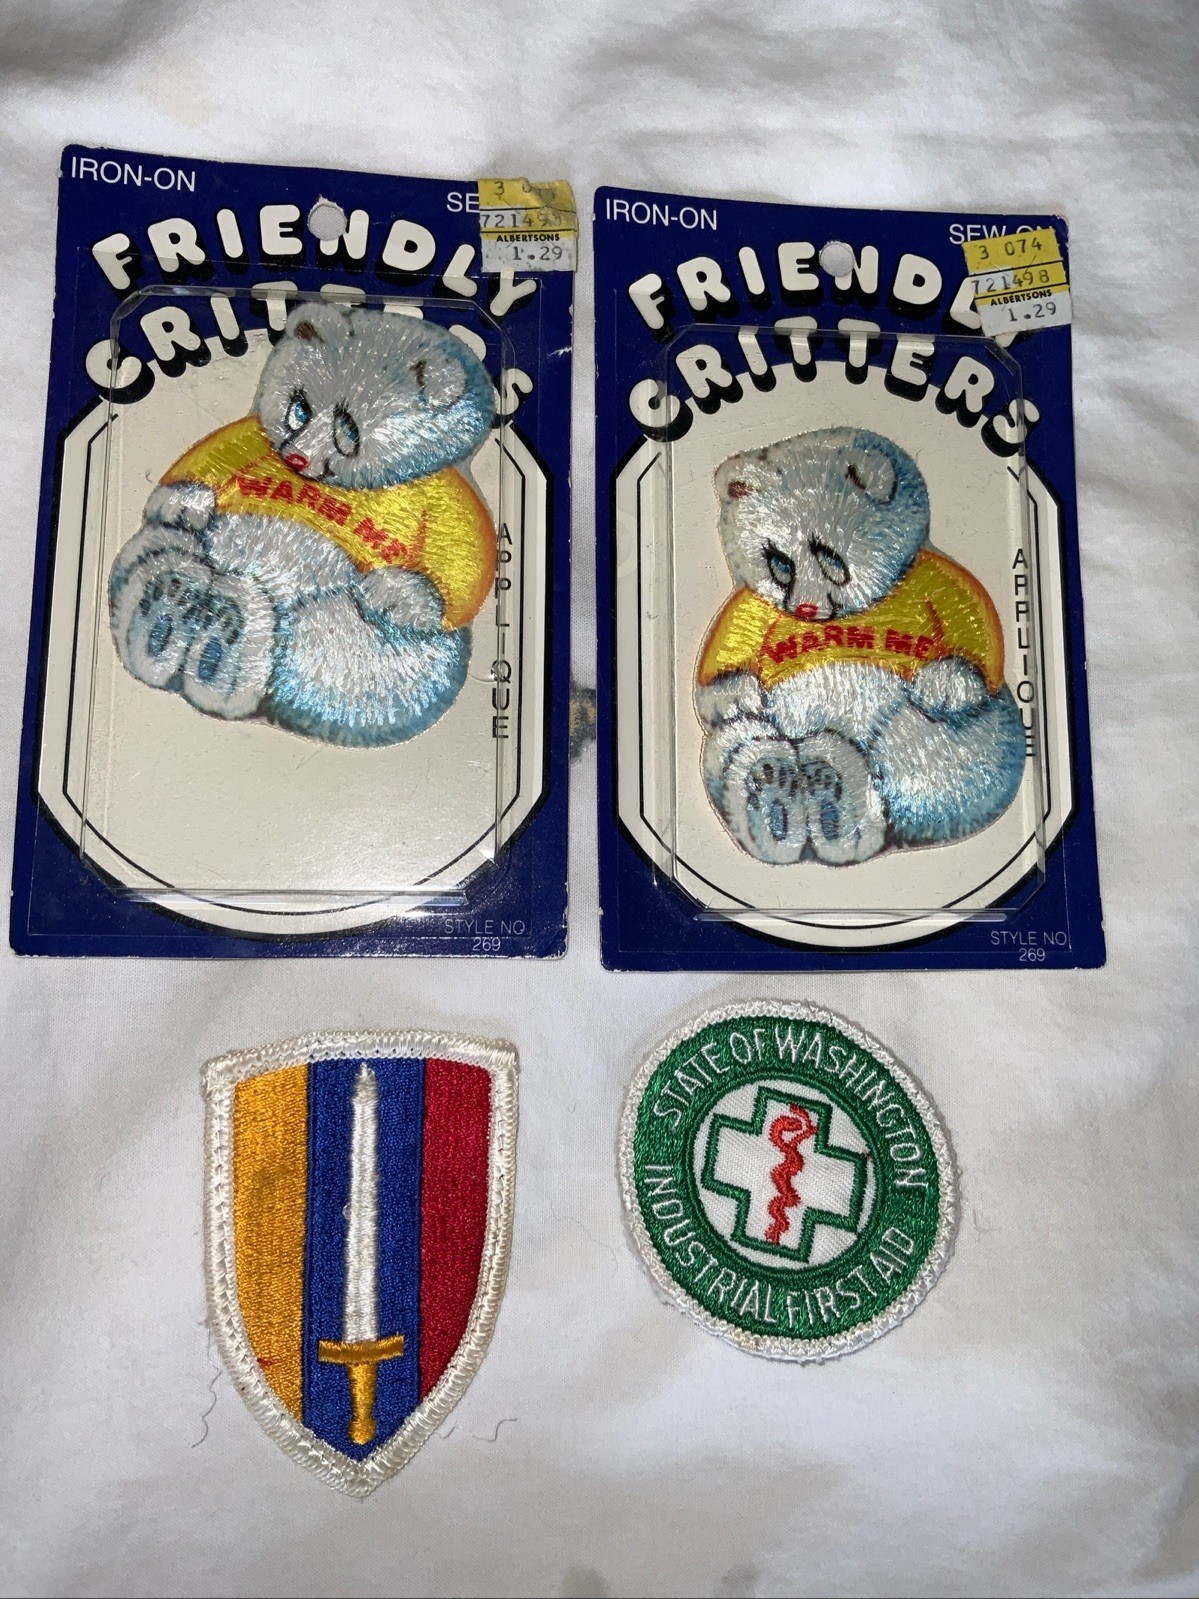 IRON-ON
FRIENDLY
CRITTERS
721498
ALBERTSONS
1.29
WARM ME
APPLIQUE
STYLE NO
269
IRON-ON
SEW-ON
FRIENDLY
CRITTERS
3 074
721498
ALBERTSONS
1.29
WARM ME
APPLIQUE
STYLE NO
269
STATE OF WASHINGTON
INDUSTRIAL FIRST AID